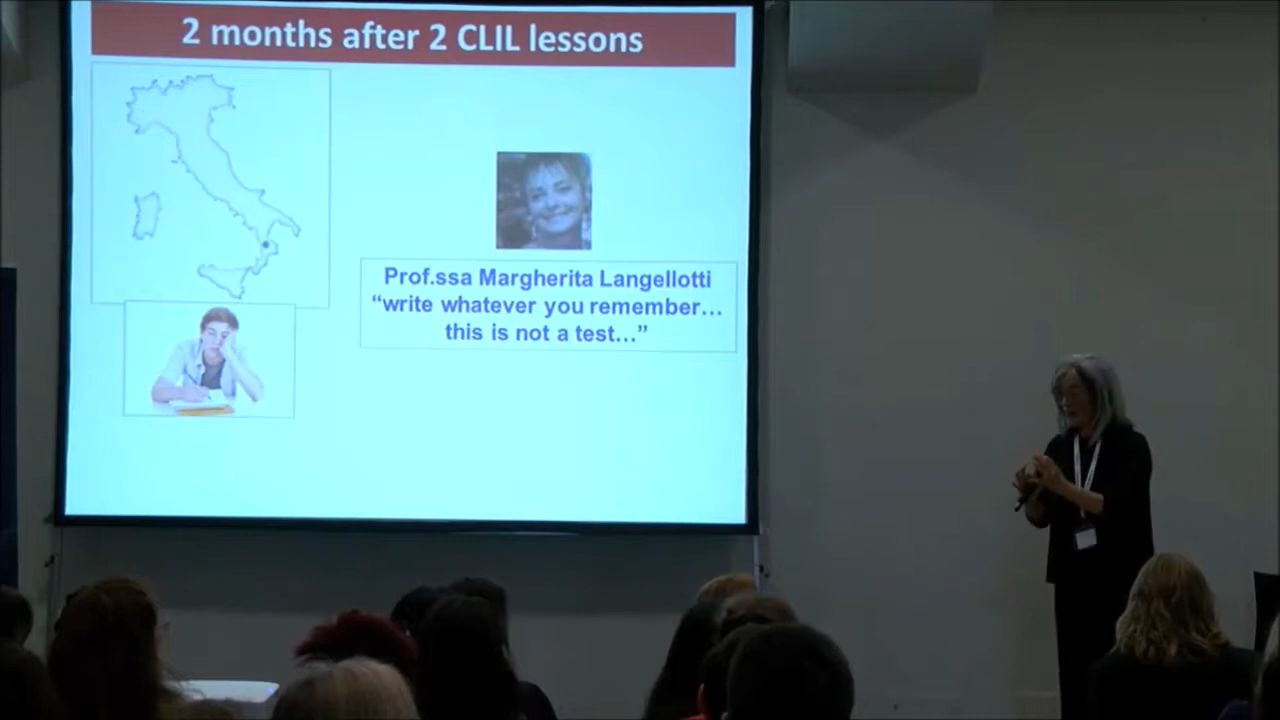 2 months after 2 CLIL lessons
Prof.ssa Margherita Langellotti
“write whatever you remember…
this is not a test…”